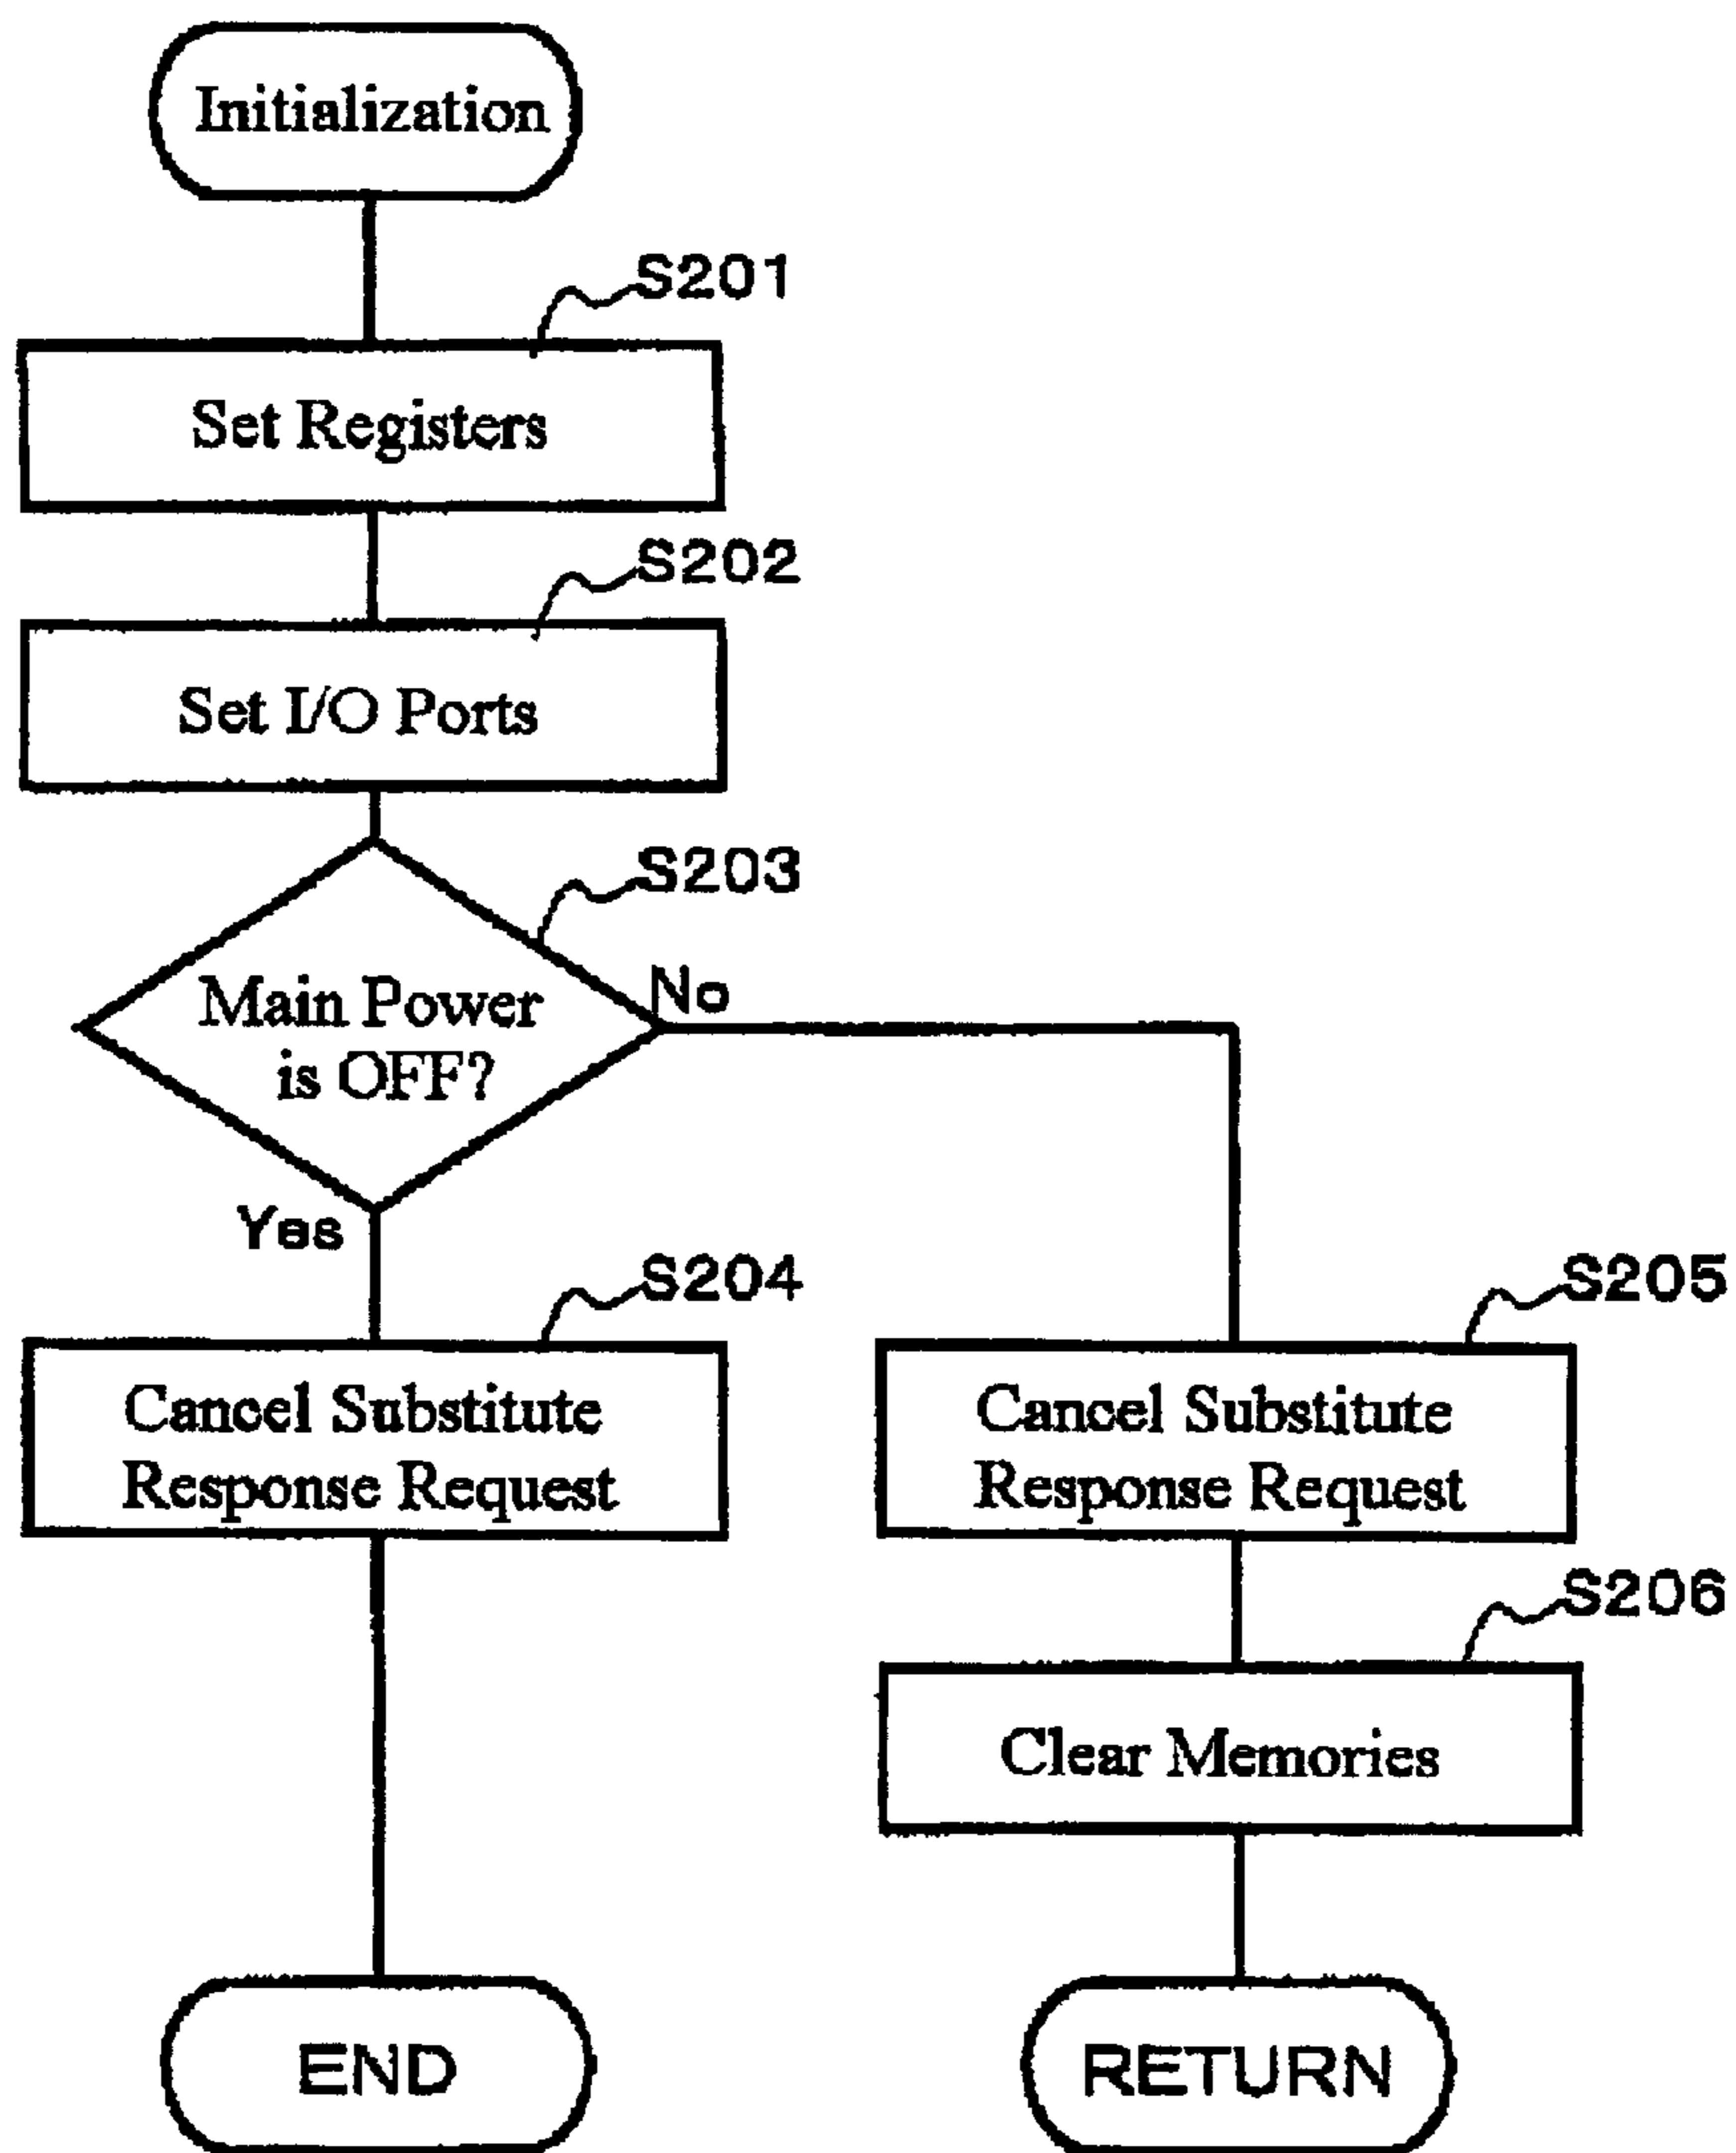 Initialization
S201
Set Registers
S202
Set I/O Ports
S203
Main Power
is OFF?
No
Yes
S204
Cancel Substitute
Response Request
S205
Cancel Substitute
Response Request
S206
Clear Memories
END
RETURN